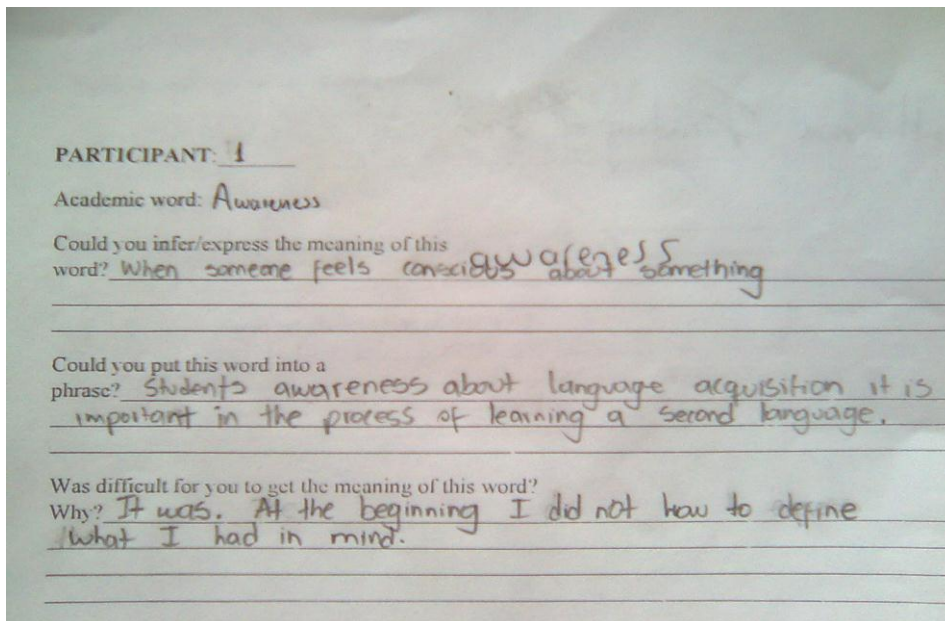 PARTICIPANT: 1
Academic word: Awareness
Could you infer/express the meaning of this
awareness
word? When someone feels conscious about something
Could you put this word into a
phrase? Students awareness about language acquisition it is
important in the process of learning a second language.
Was difficult for you to get the meaning of this word?
Why? It was. At the beginning I did not how to define
what I had in mind.